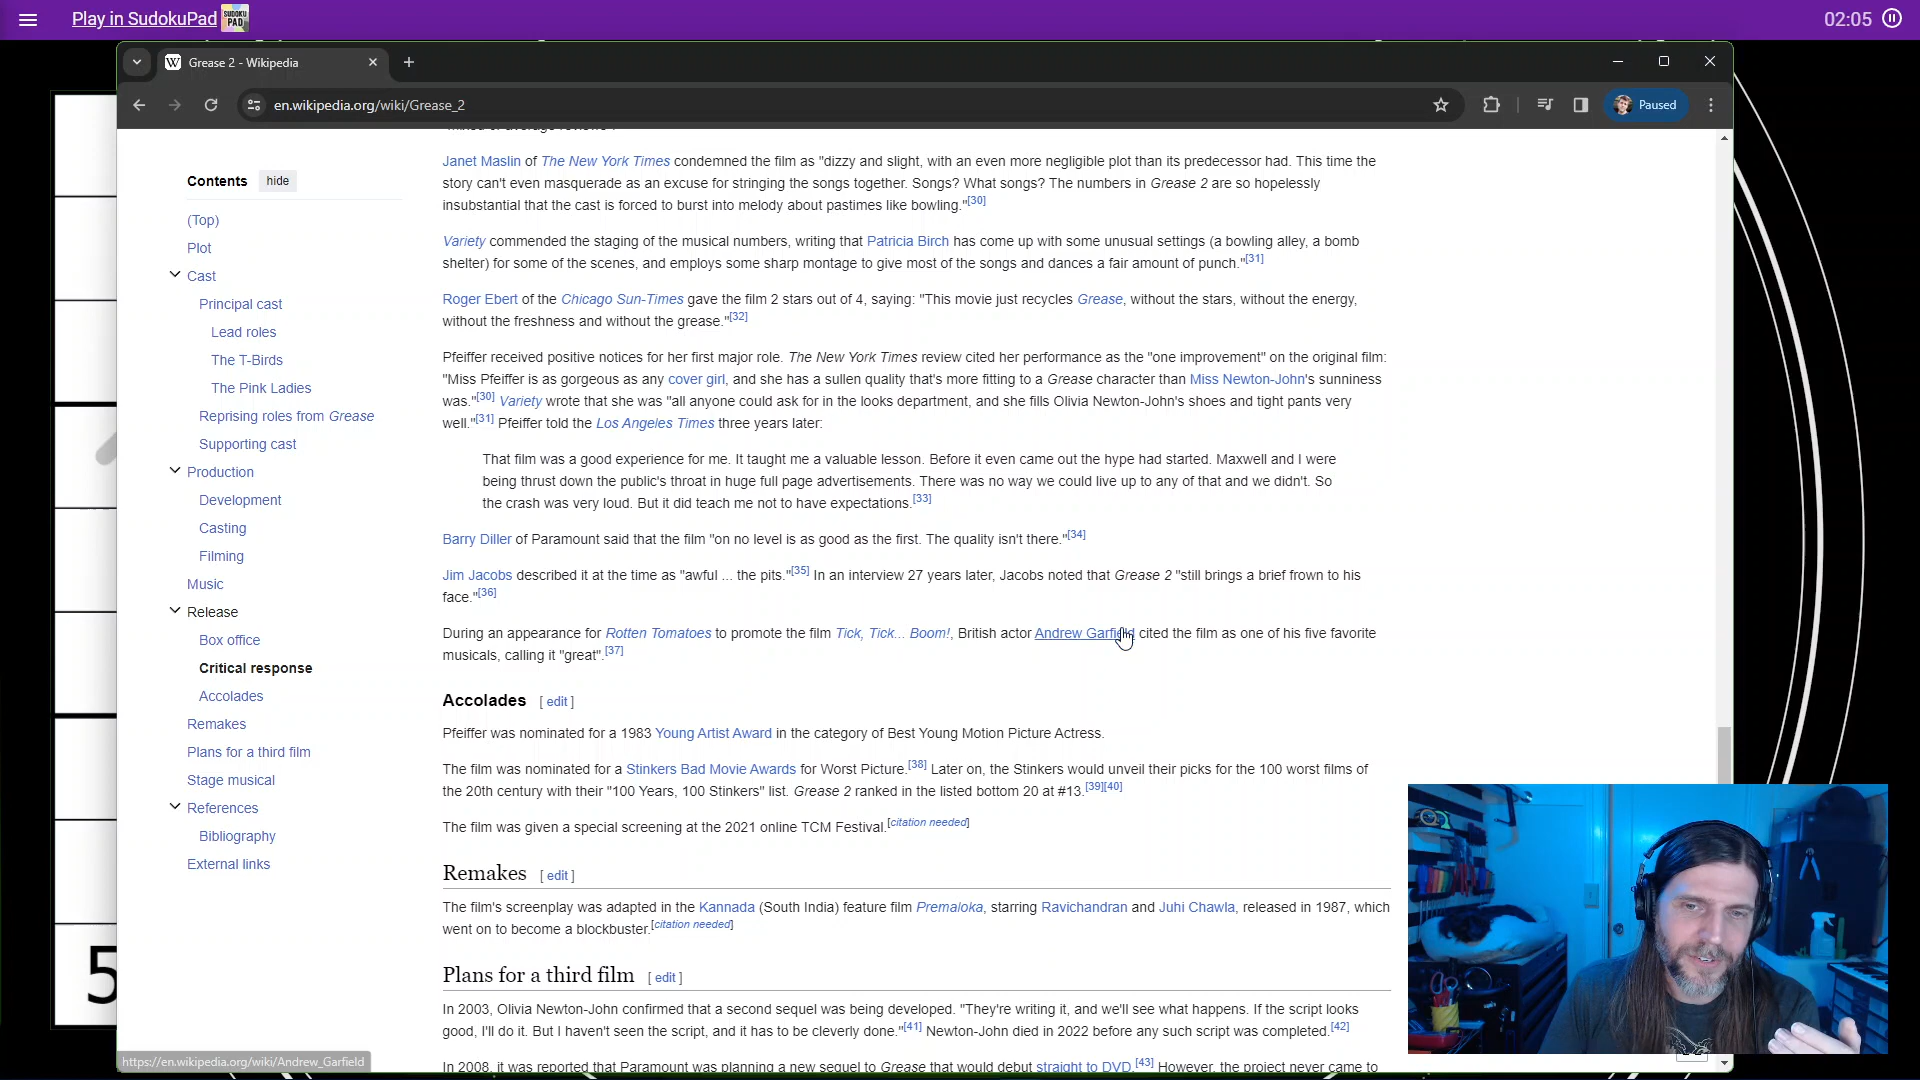 Play in SudokuPad
SUDOKU
PAD
02:05
Grease 2 - Wikipedia
en.wikipedia.org/wiki/Grease_2
Paused
Contents hide
(Top)
Plot
Cast
Principal cast
Lead roles
The T-Birds
The Pink Ladies
Reprising roles from Grease
Supporting cast
Production
Development
Casting
Filming
Music
Release
Box office
Critical response
Accolades
Remakes
Plans for a third film
Stage musical
References
Bibliography
External links
Janet Maslin of The New York Times condemned the film as "dizzy and slight, with an even more negligible plot than its predecessor had. This time the
story can't even masquerade as an excuse for stringing the songs together. Songs? What songs? The numbers in Grease 2 are so hopelessly
insubstantial that the cast is forced to burst into melody about pastimes like bowling."[30]
Variety commended the staging of the musical numbers, writing that Patricia Birch has come up with some unusual settings (a bowling alley, a bomb
shelter) for some of the scenes, and employs some sharp montage to give most of the songs and dances a fair amount of punch."[31]
Roger Ebert of the Chicago Sun-Times gave the film 2 stars out of 4, saying: "This movie just recycles Grease, without the stars, without the energy,
without the freshness and without the grease."[32]
Pfeiffer received positive notices for her first major role. The New York Times review cited her performance as the "one improvement" on the original film:
"Miss Pfeiffer is as gorgeous as any cover girl, and she has a sullen quality that's more fitting to a Grease character than Miss Newton-John's sunniness
was."[30] Variety wrote that she was "all anyone could ask for in the looks department, and she fills Olivia Newton-John's shoes and tight pants very
well."[31] Pfeiffer told the Los Angeles Times three years later:
That film was a good experience for me. It taught me a valuable lesson. Before it even came out the hype had started. Maxwell and I were
being thrust down the public's throat in huge full page advertisements. There was no way we could live up to any of that and we didn't. So
the crash was very loud. But it did teach me not to have expectations.[33]
Barry Diller of Paramount said that the film "on no level is as good as the first. The quality isn't there."[34]
Jim Jacobs described it at the time as "awful ... the pits."[35] In an interview 27 years later, Jacobs noted that Grease 2 "still brings a brief frown to his
face."[36]
During an appearance for Rotten Tomatoes to promote the film Tick, Tick... Boom!, British actor Andrew Garfield cited the film as one of his five favorite
musicals, calling it "great".[37]
Accolades [ edit ]
Pfeiffer was nominated for a 1983 Young Artist Award in the category of Best Young Motion Picture Actress.
The film was nominated for a Stinkers Bad Movie Awards for Worst Picture.[38] Later on, the Stinkers would unveil their picks for the 100 worst films of
the 20th century with their "100 Years, 100 Stinkers" list. Grease 2 ranked in the listed bottom 20 at #13.[39][40]
The film was given a special screening at the 2021 online TCM Festival.[citation needed]
Remakes [ edit ]
The film's screenplay was adapted in the Kannada (South India) feature film Premaloka, starring Ravichandran and Juhi Chawla, released in 1987, which
went on to become a blockbuster.[citation needed]
Plans for a third film [ edit ]
In 2003, Olivia Newton-John confirmed that a second sequel was being developed. "They're writing it, and we'll see what happens. If the script looks
good, I'll do it. But I haven't seen the script, and it has to be cleverly done."[41] Newton-John died in 2022 before any such script was completed.[42]
In 2008, it was reported that Paramount was planning a new sequel to Grease that would debut straight to DVD.[43] However, the project never came to
5
https://en.wikipedia.org/wiki/Andrew_Garfield